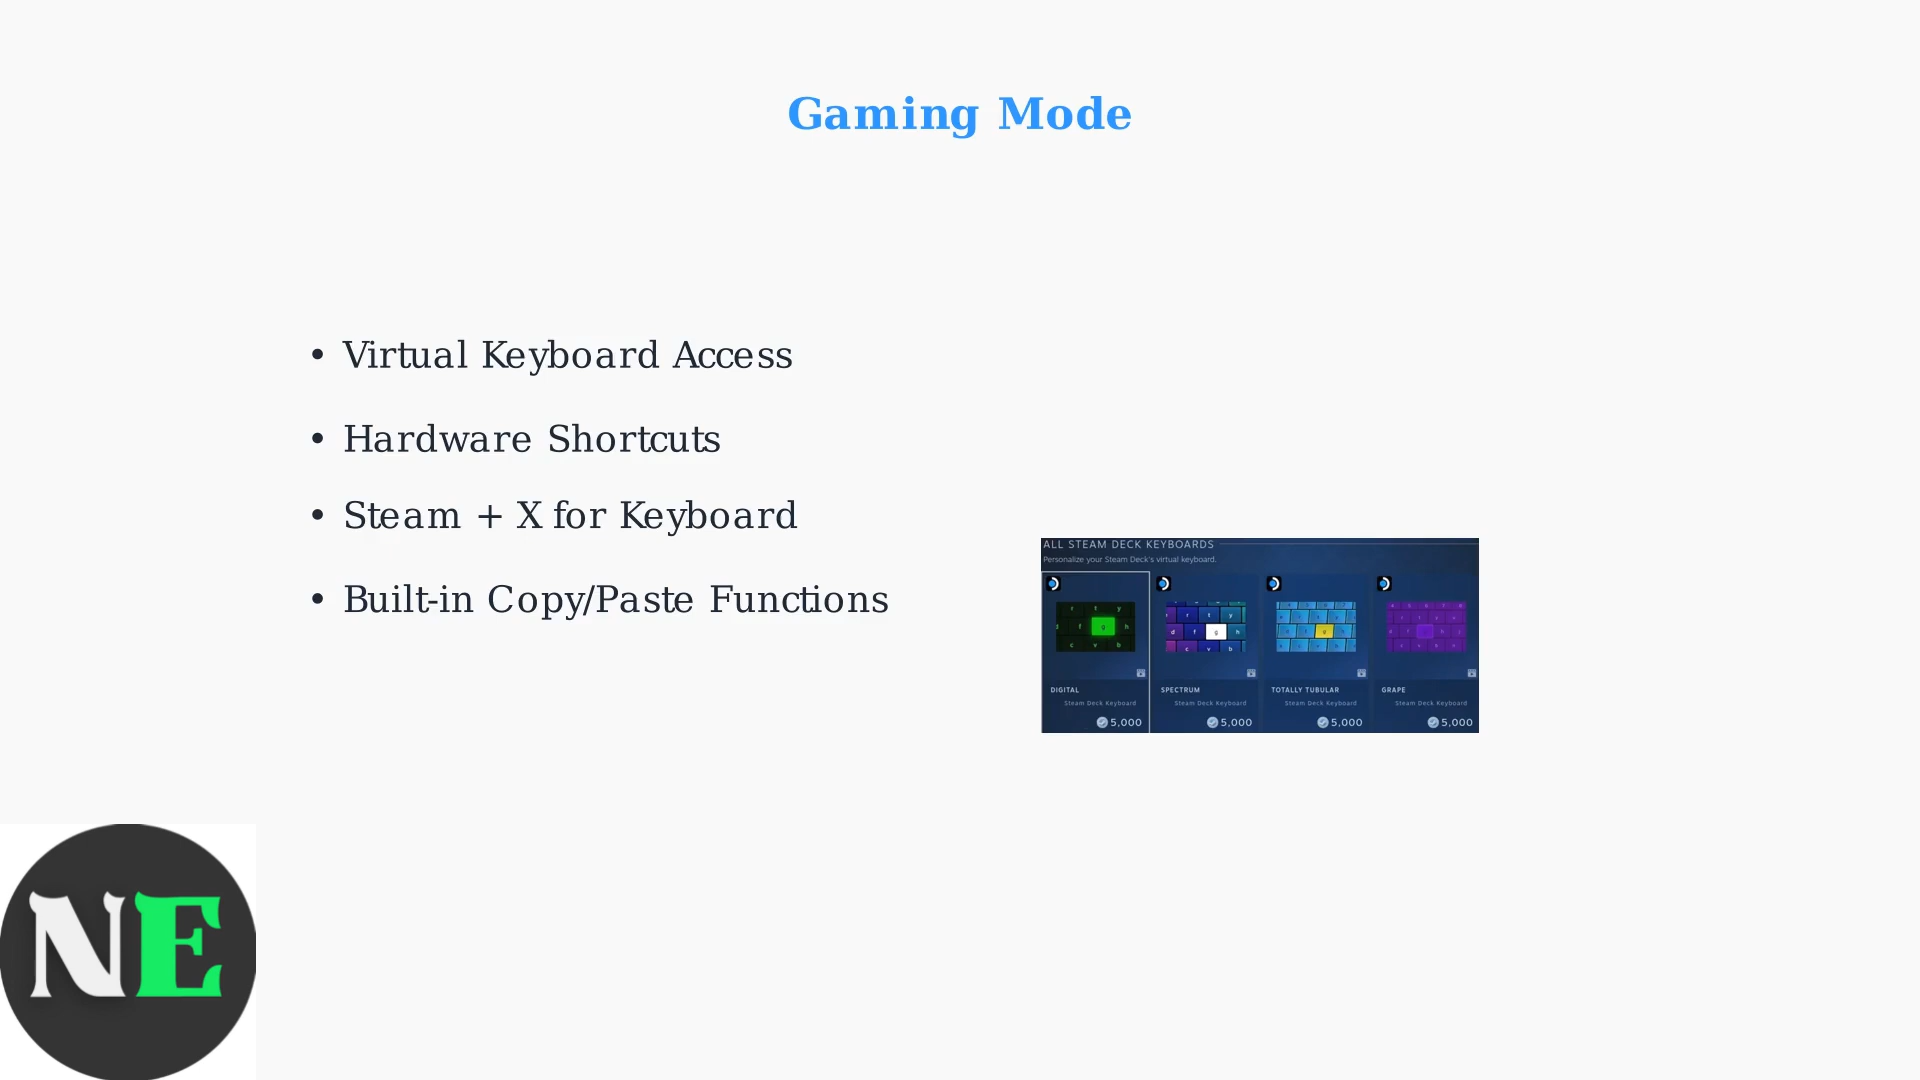 Gaming Mode
• Virtual Keyboard Access
• Hardware Shortcuts
• Steam + X for Keyboard
• Built-in Copy/Paste Functions
ALL STEAM DECK KEYBOARDS
Personalize your Steam Deck's virtual keyboard.
r t y
d f g h
c v b
r t y
d f g h
c v b
DIGITAL
SPECTRUM
TOTALLY TUBULAR
GRAPE
Steam Deck Keyboard
Steam Deck Keyboard
Steam Deck Keyboard
Steam Deck Keyboard
5,000
5,000
5,000
5,000
NE